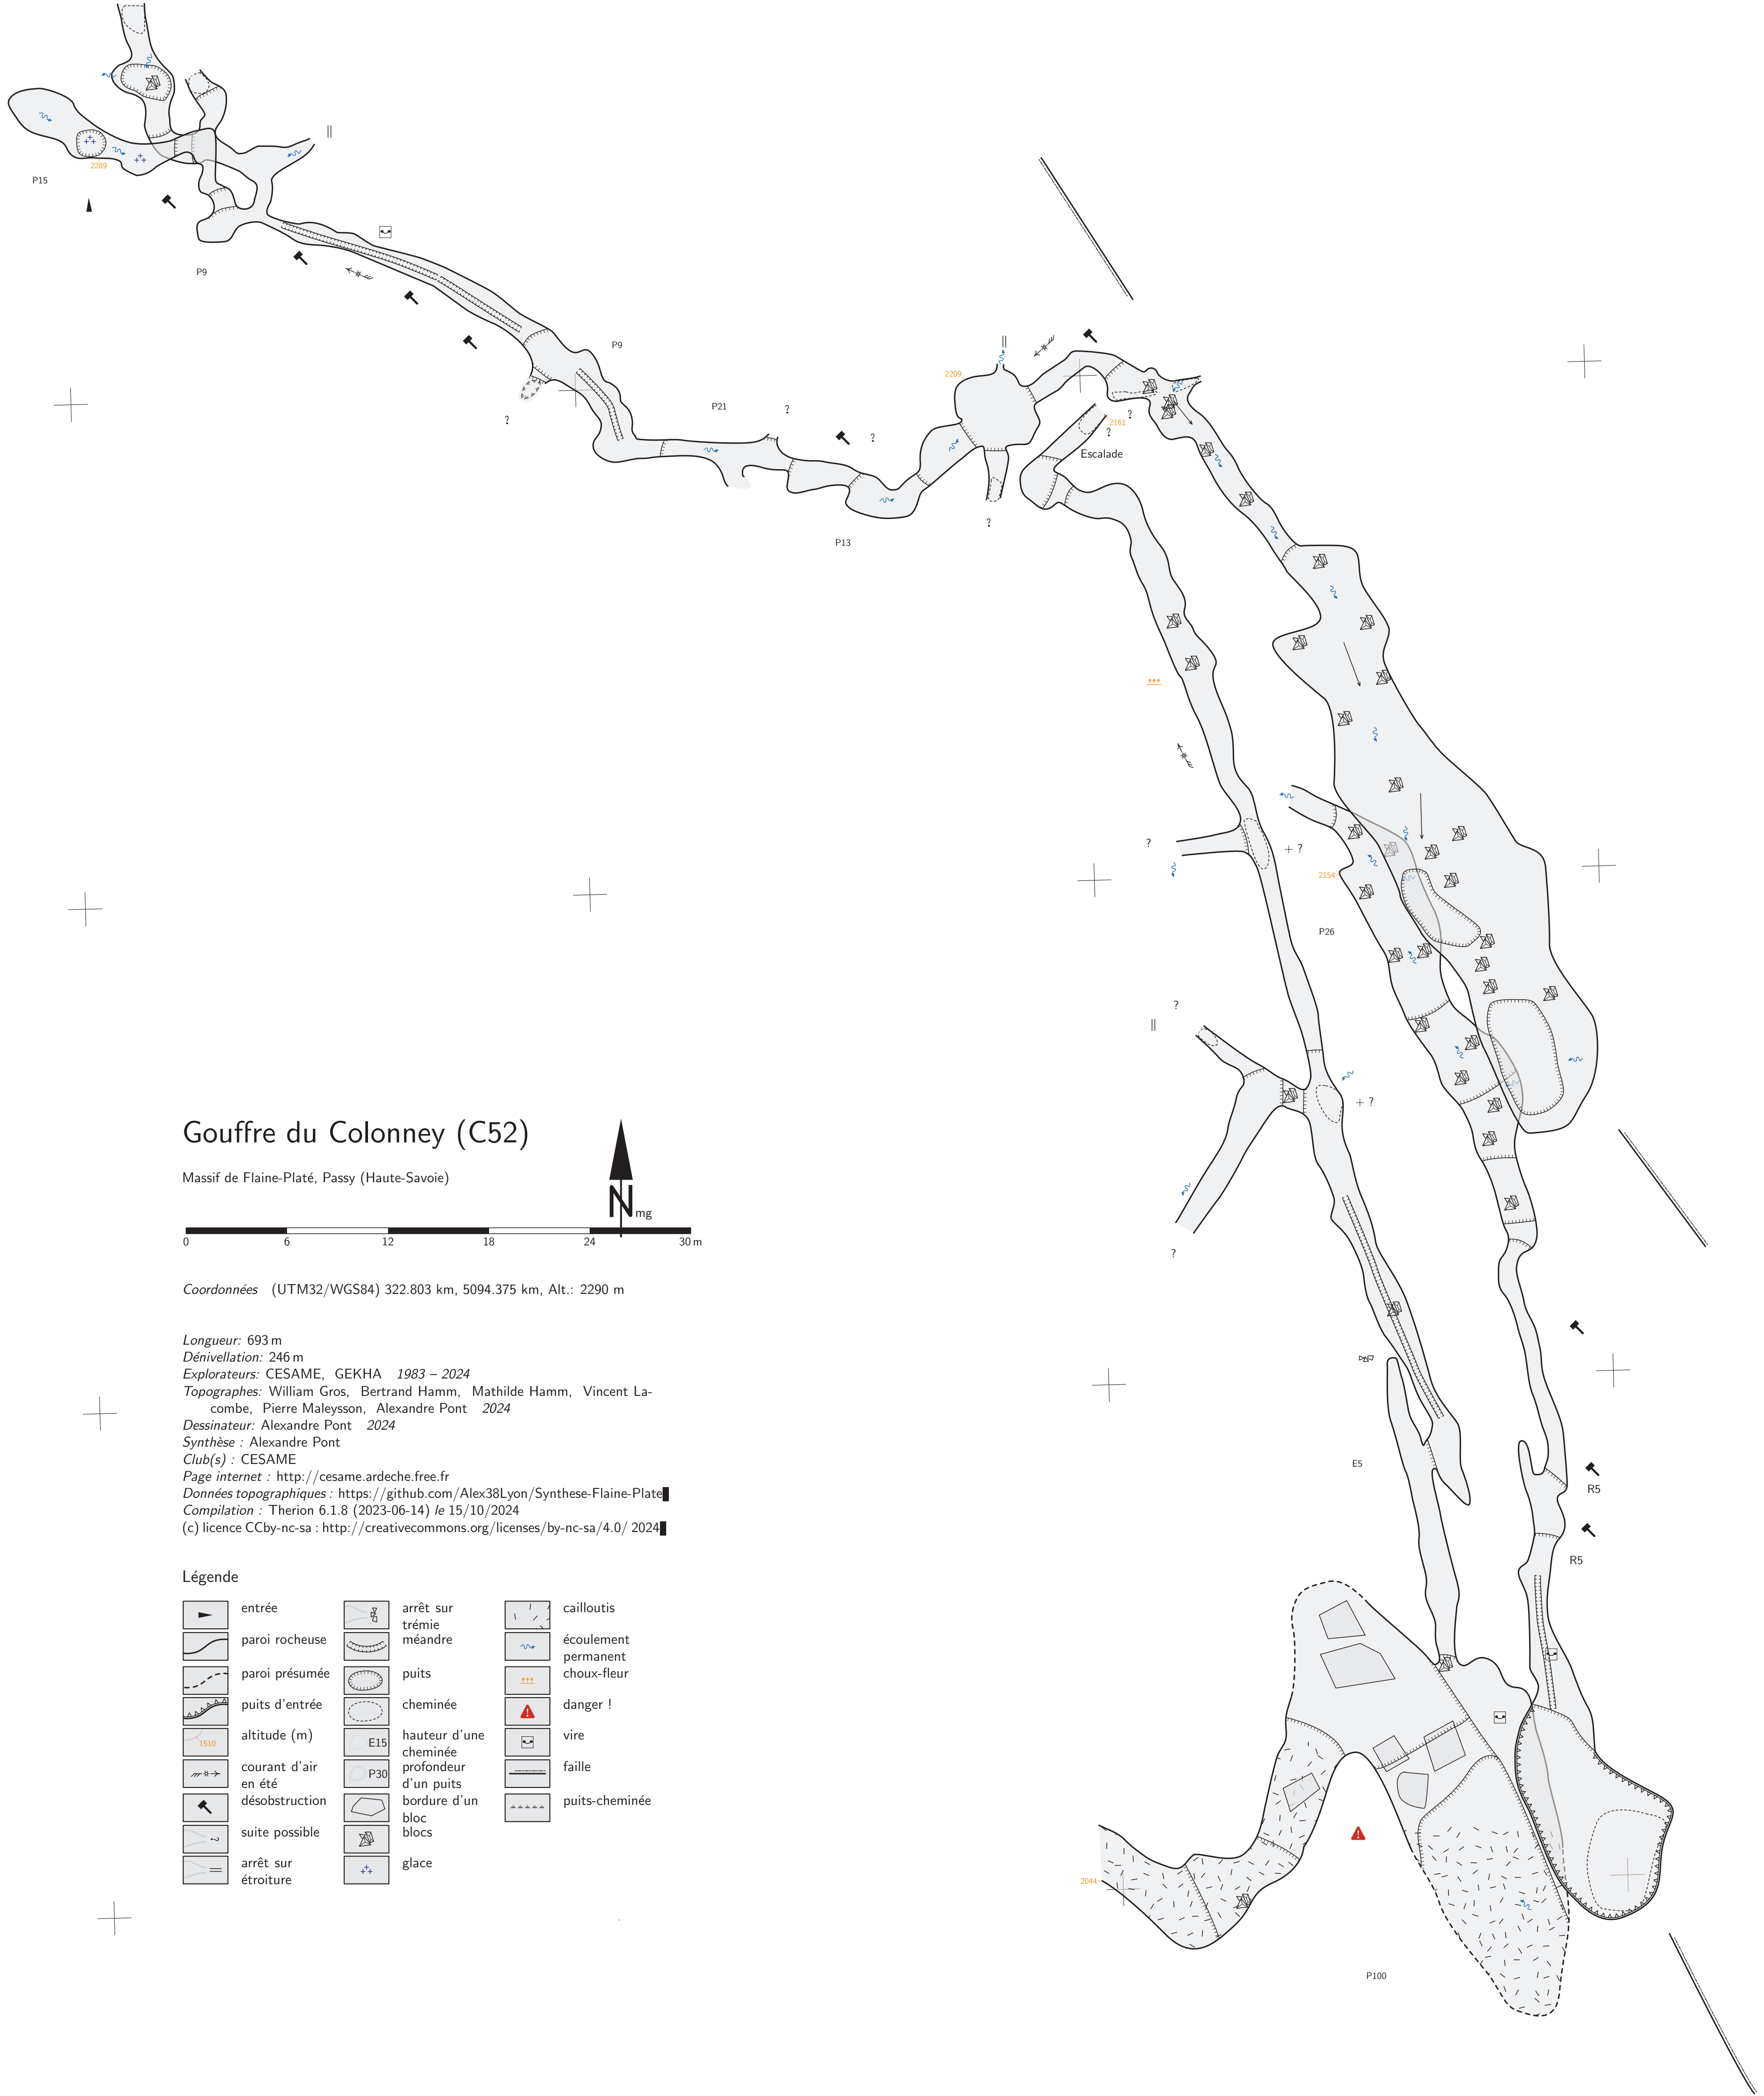 ||
2289
P15
P9
P9
?
P21
?
?
P13
||
2209
?
?
2161
?
Escalade
?
+ ?
2154
P26
?
||
+ ?
?
E5
R5
R5
2044
P100
Gouffre du Colonney (C52)
Massif de Flaine-Platé, Passy (Haute-Savoie)
N mg
0 6 12 18 24 30 m
Coordonnées (UTM32/WGS84) 322.803 km, 5094.375 km, Alt.: 2290 m
Longueur: 693 m
Dénivellation: 246 m
Explorateurs: CESAME, GEKHA 1983 – 2024
Topographes: William Gros, Bertrand Hamm, Mathilde Hamm, Vincent La-
combe, Pierre Maleysson, Alexandre Pont 2024
Dessinateur: Alexandre Pont 2024
Synthèse : Alexandre Pont
Club(s) : CESAME
Page internet : http://cesame.ardeche.free.fr
Données topographiques : https://github.com/Alex38Lyon/Synthese-Flaine-Plate
Compilation : Therion 6.1.8 (2023-06-14) le 15/10/2024
(c) licence CCby-nc-sa : http://creativecommons.org/licenses/by-nc-sa/4.0/ 2024
Légende
entrée
paroi rocheuse
paroi présumée
puits d'entrée
1510
altitude (m)
courant d'air
en été
désobstruction
?
suite possible
arrêt sur
étroiture
arrêt sur
trémie
méandre
puits
cheminée
E15
hauteur d'une
cheminée
P30
profondeur
d'un puits
bordure d'un
bloc
blocs
glace
cailloutis
écoulement
permanent
choux-fleur
danger !
vire
faille
puits-cheminée